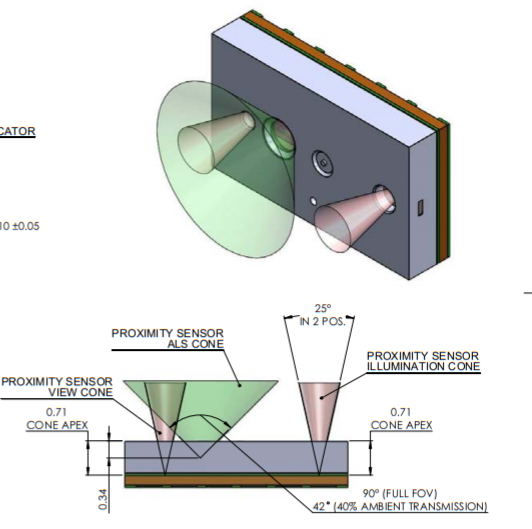 CATOR
10 ±0.05
25°
IN 2 POS.
PROXIMITY SENSOR
ALS CONE
PROXIMITY SENSOR
ILLUMINATION CONE
PROXIMITY SENSOR
VIEW CONE
0.71
CONE APEX
0.71
CONE APEX
0.34
90° (FULL FOV)
42° (40% AMBIENT TRANSMISSION)